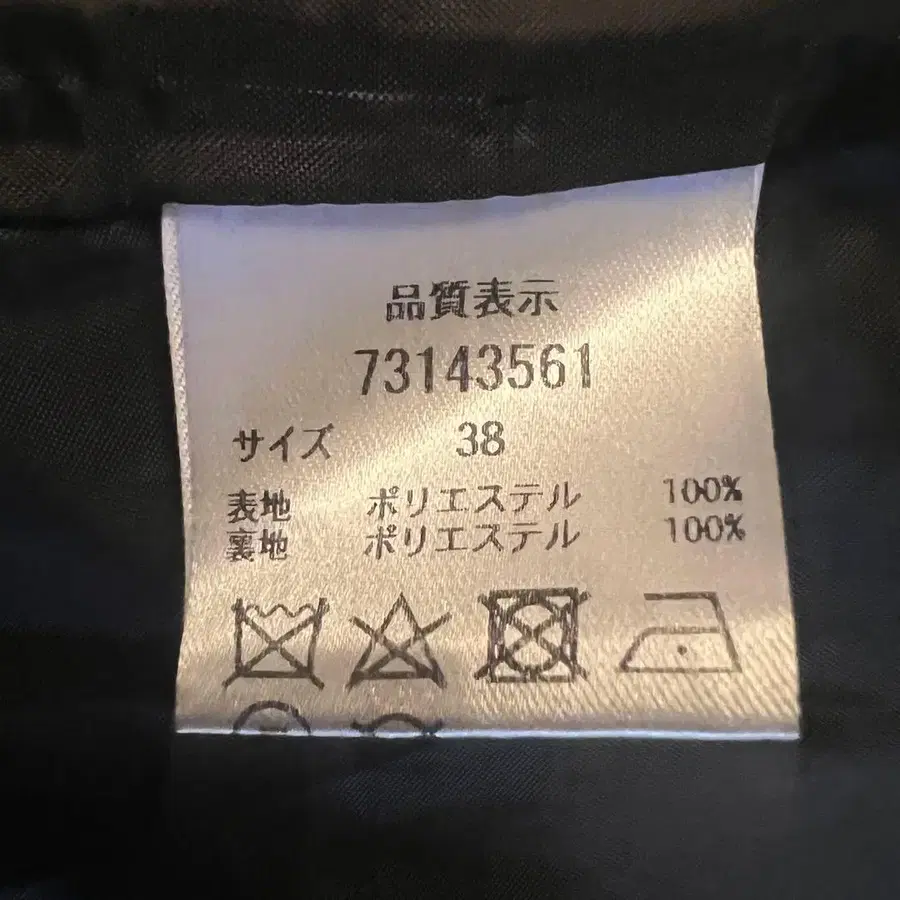 品質表示
73143561
サイズ 38
表地 ポリエステル 100%
裏地 ポリエステル 100%